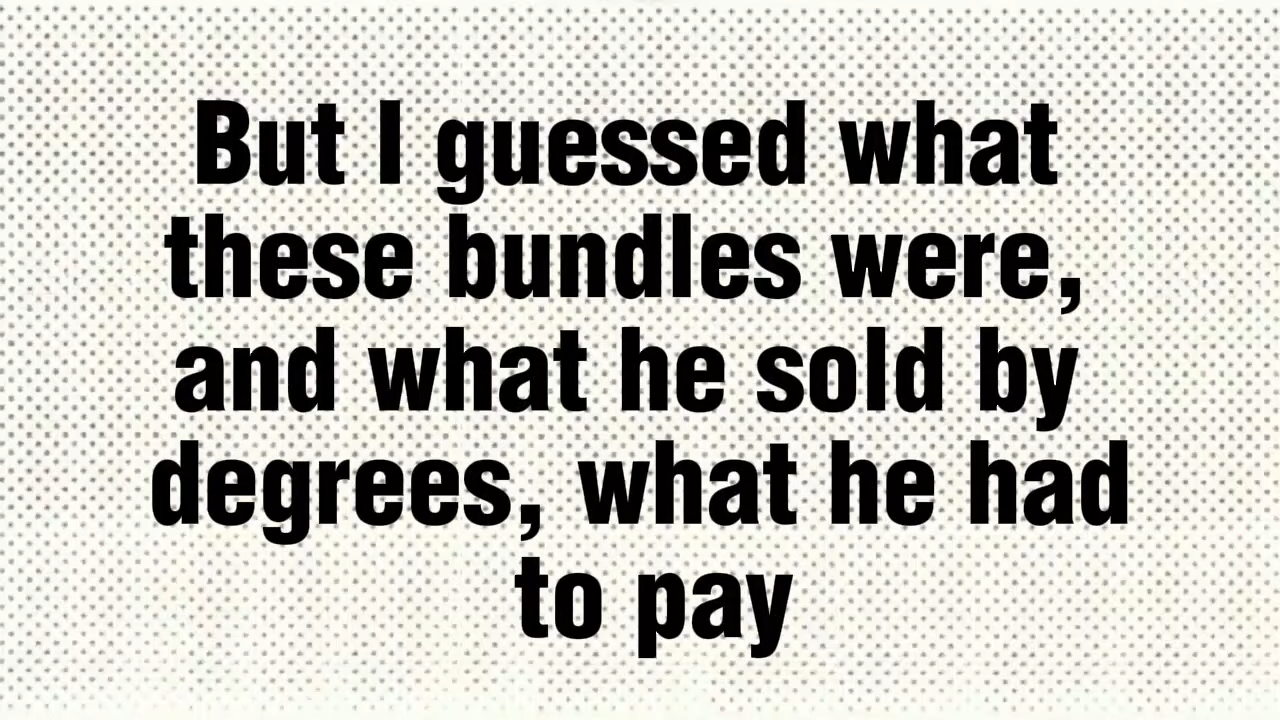 But I guessed what
these bundles were,
and what he sold by
degrees, what he had
to pay